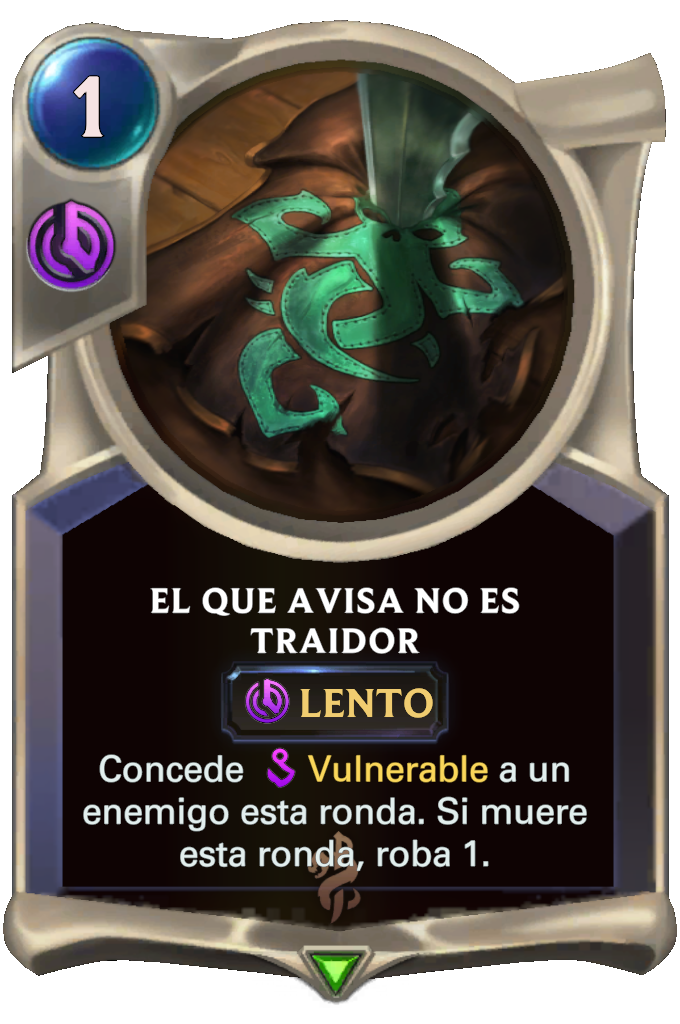 1
EL QUE AVISA NO ES
TRAIDOR
LENTO
Concede Vulnerable a un
enemigo esta ronda. Si muere
esta ronda, roba 1.